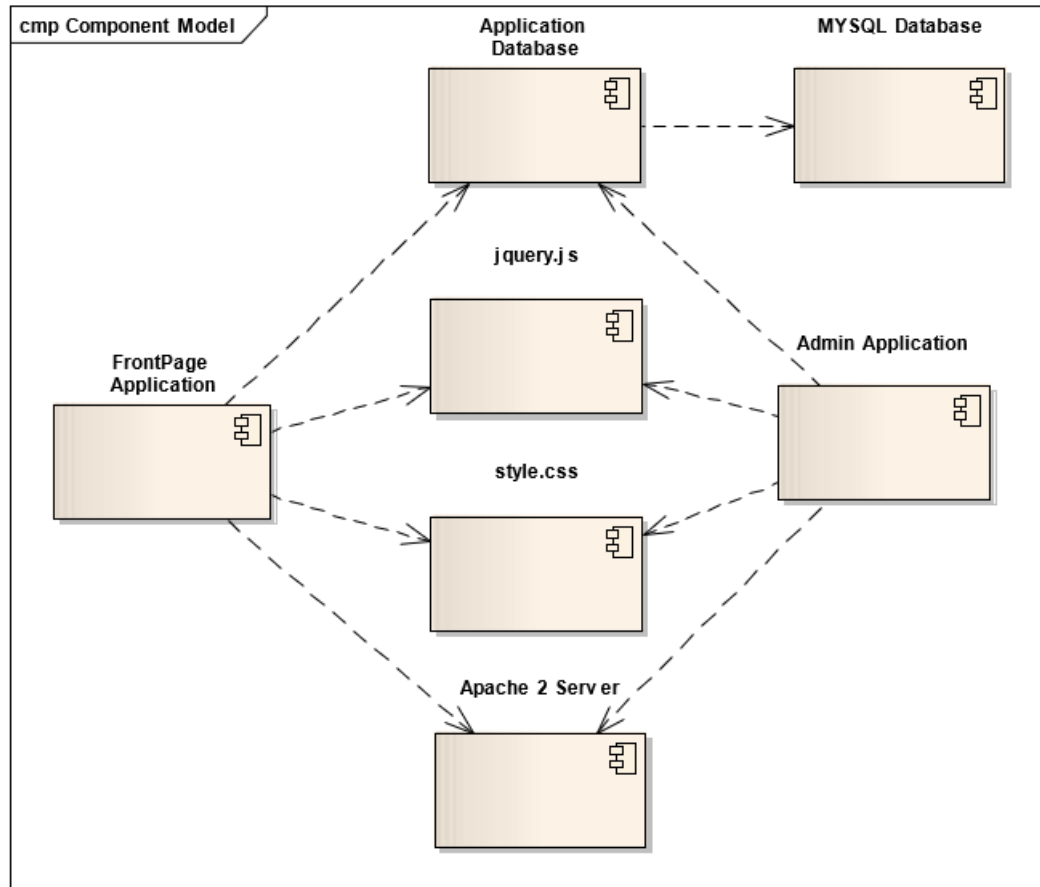 cmp Component Model
Application
Database
MYSQL Database
jquery.js
FrontPage
Application
Admin Application
style.css
Apache 2 Server